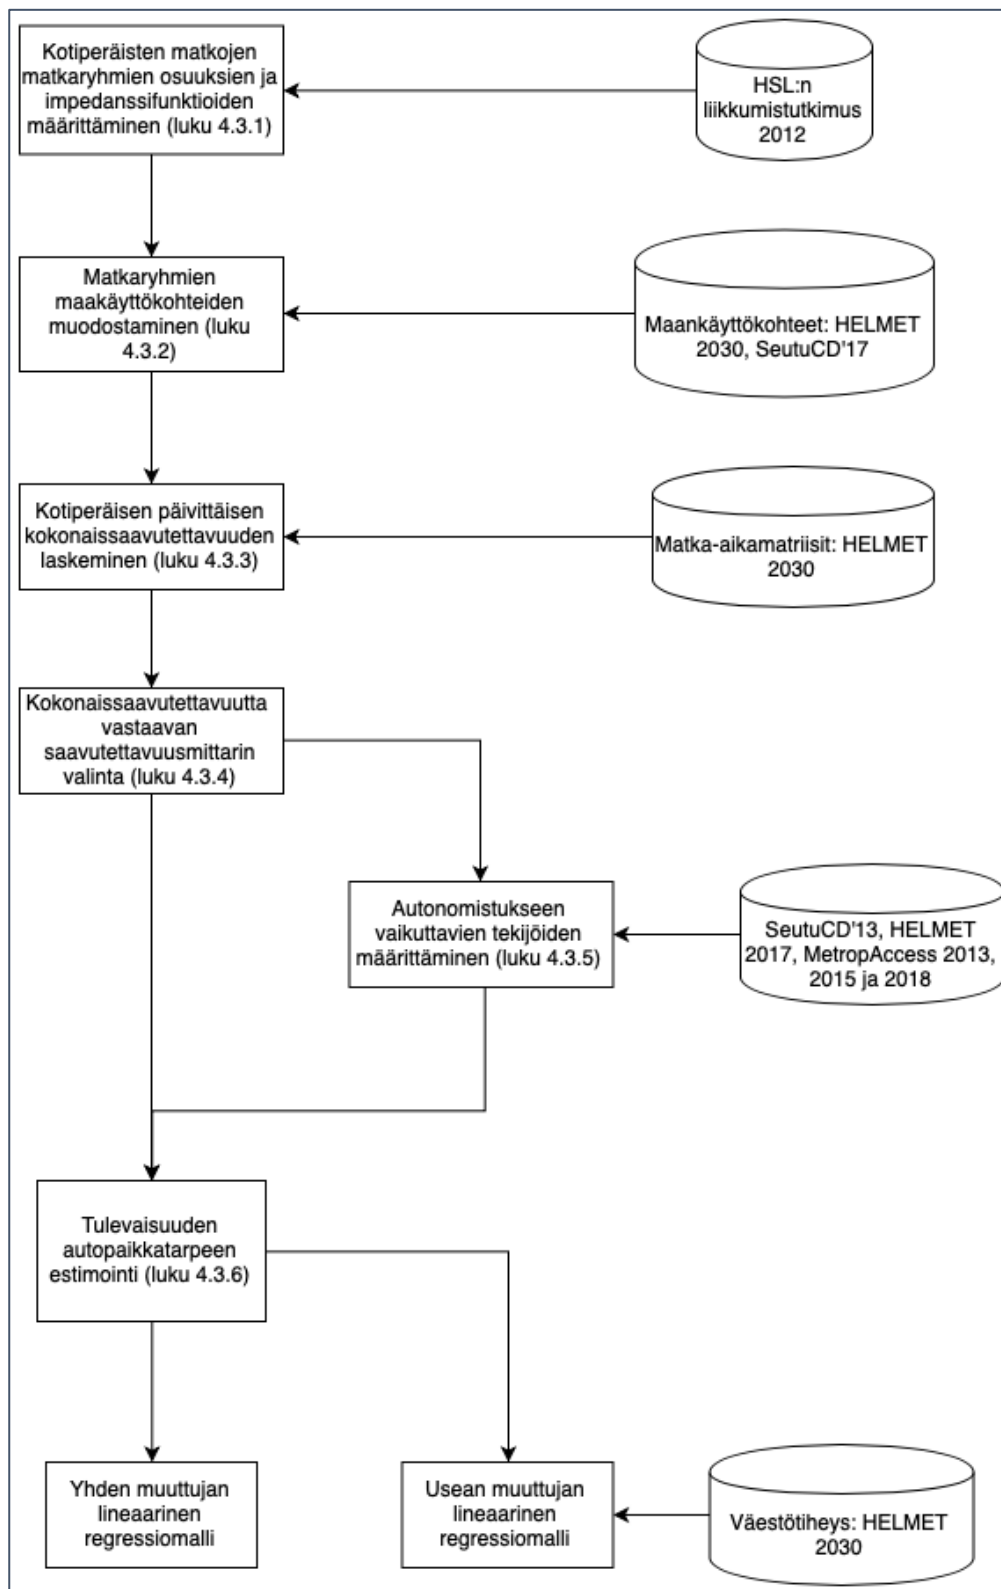 Kotiperäisten matkojen
matkaryhmien osuuksien ja
impedanssifunktioiden
määrittäminen (luku 4.3.1)
HSL:n
liikkumistutkimus
2012
Matkaryhmien
maakäyttökohteiden
muodostaminen (luku
4.3.2)
Maankäyttökohteet: HELMET
2030, SeutuCD'17
Kotiperäisen päivittäisen
kokonaissaavutettavuuden
laskeminen (luku 4.3.3)
Matka-aikamatriisit: HELMET
2030
Kokonaissaavutettavuutta
vastaavan
saavutettavuusmittarin
valinta (luku 4.3.4)
Autonomistukseen
vaikuttavien tekijöiden
määrittäminen (luku 4.3.5)
SeutuCD'13, HELMET
2017, MetropAccess 2013,
2015 ja 2018
Tulevaisuuden
autopaikkatarpeen
estimointi (luku 4.3.6)
Yhden muuttujan
lineaarinen
regressiomalli
Usean muuttujan
lineaarinen
regressiomalli
Väestötiheys: HELMET
2030